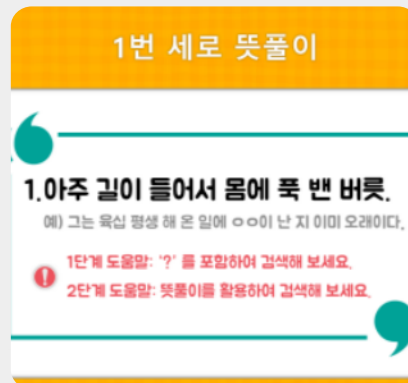 1번 세로 뜻풀이
1.아주 길이 들어서 몸에 푹 밴 버릇.
예) 그는 육십 평생 해 온 일에 ㅇㅇ이 난 지 이미 오래이다.
1단계 도움말: '?' 를 포함하여 검색해 보세요.
2단계 도움말: 뜻풀이를 활용하여 검색해 보세요.